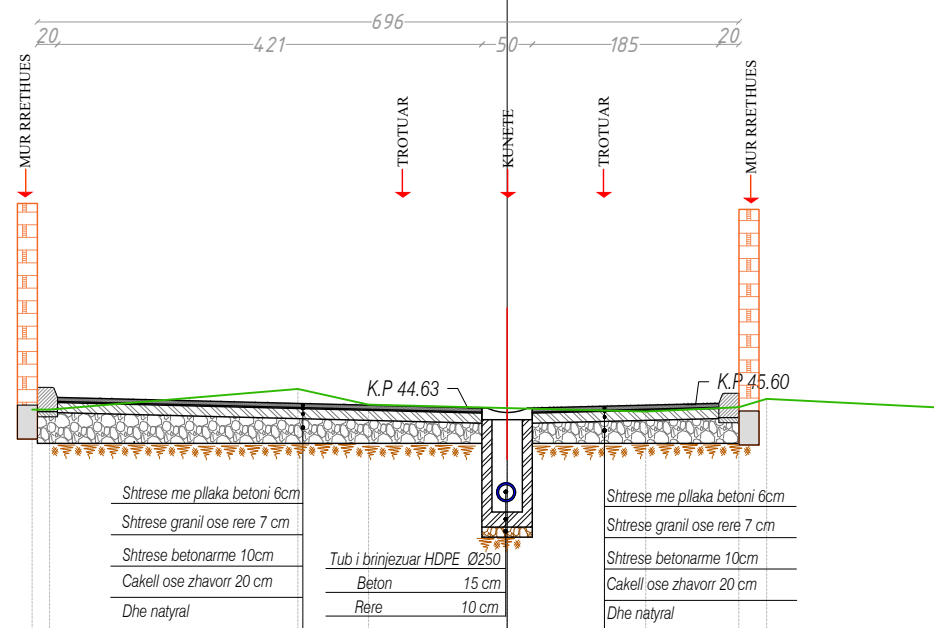 696
20 421 50 185 20
MUR RRETHUES
TROTUAR
KUNETE
TROTUAR
MUR RRETHUES
K.P 44.63
K.P 45.60
Shtrese me pllaka betoni 6cm
Shtrese granil ose rere 7 cm
Shtrese betonarme 10cm
Cakell ose zhavorr 20 cm
Dhe natyral
Tub i brinjezuar HDPE Ø250
Beton 15 cm
Rere 10 cm
Shtrese me pllaka betoni 6cm
Shtrese granil ose rere 7 cm
Shtrese betonarme 10cm
Cakell ose zhavorr 20 cm
Dhe natyral